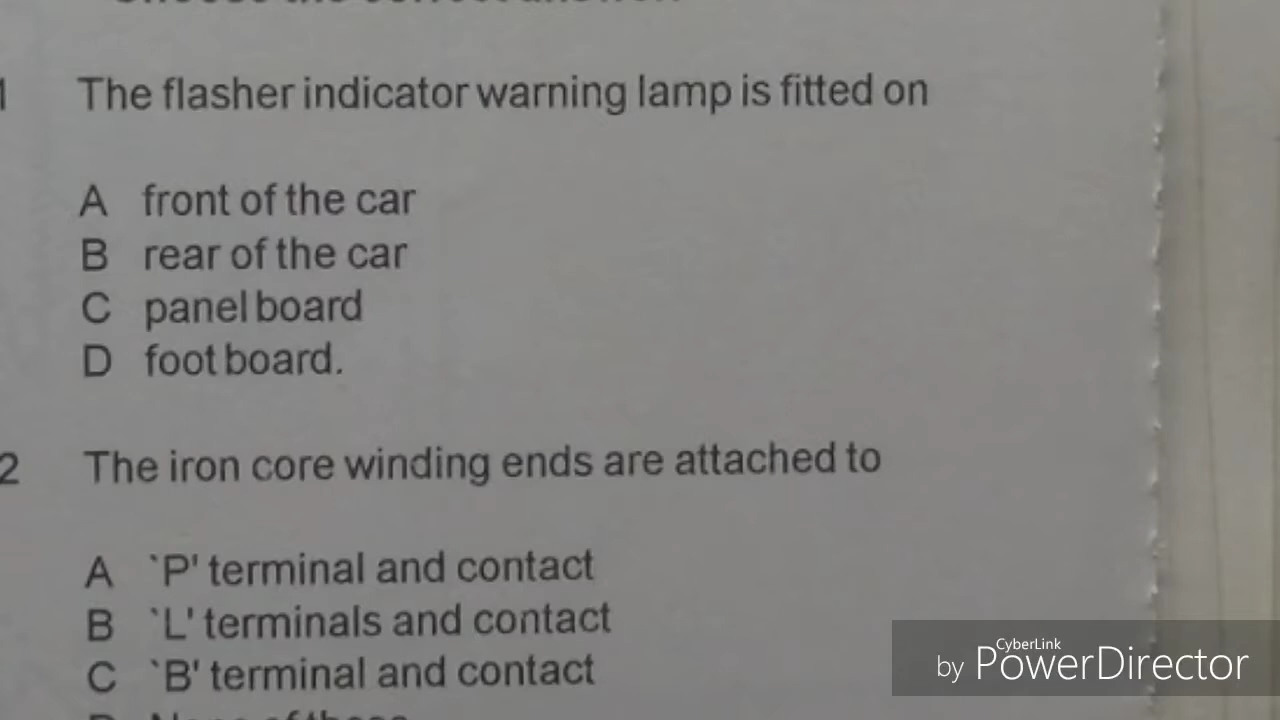 1 The flasher indicator warning lamp is fitted on
A front of the car
B rear of the car
C panel board
D foot board.
2 The iron core winding ends are attached to
A `P' terminal and contact
B `L' terminals and contact
C `B' terminal and contact
CyberLink
by PowerDirector